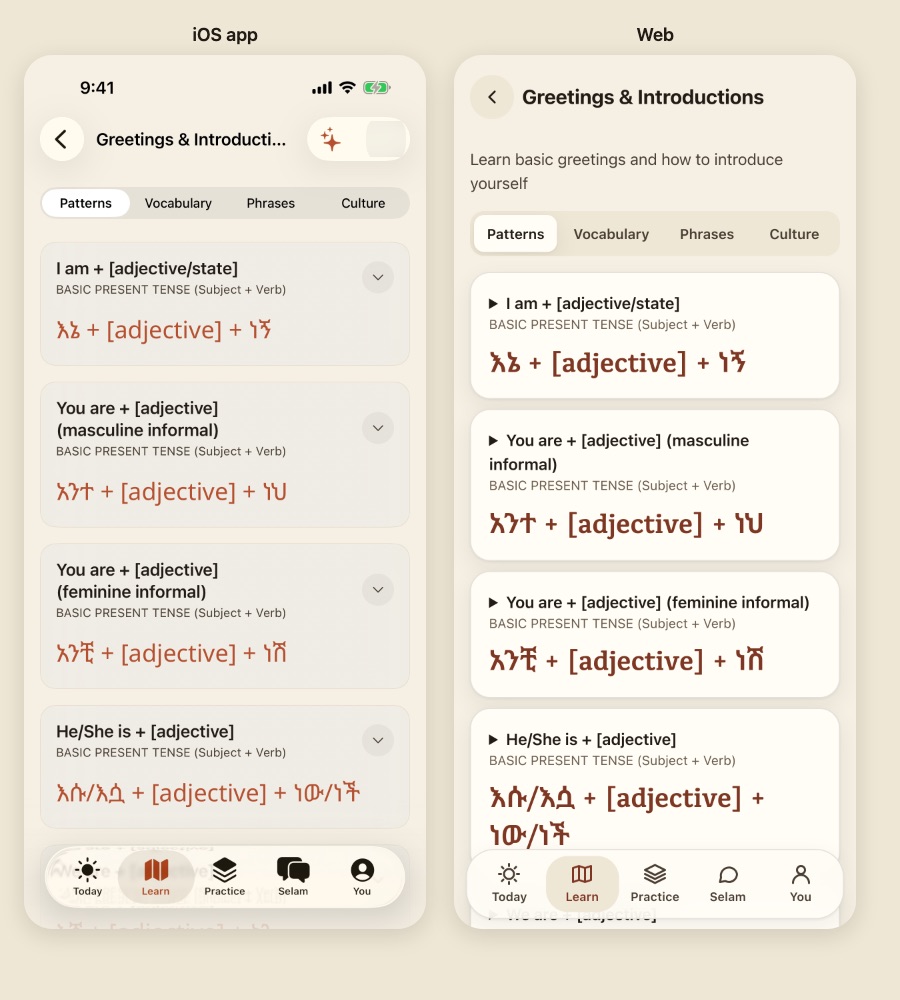 iOS app
9:41
Greetings & Introducti...
Patterns Vocabulary Phrases Culture
I am + [adjective/state]
BASIC PRESENT TENSE (Subject + Verb)
እኔ + [adjective] + ነኝ
You are + [adjective]
(masculine informal)
BASIC PRESENT TENSE (Subject + Verb)
አንተ + [adjective] + ነህ
You are + [adjective]
(feminine informal)
BASIC PRESENT TENSE (Subject + Verb)
አንቺ + [adjective] + ነሽ
He/She is + [adjective]
BASIC PRESENT TENSE (Subject + Verb)
እሱ/እሷ + [adjective] + ነው/ነች
Today Learn Practice Selam You
Web
Greetings & Introductions
Learn basic greetings and how to introduce
yourself
Patterns Vocabulary Phrases Culture
I am + [adjective/state]
BASIC PRESENT TENSE (Subject + Verb)
እኔ + [adjective] + ነኝ
You are + [adjective] (masculine
informal)
BASIC PRESENT TENSE (Subject + Verb)
አንተ + [adjective] + ነህ
You are + [adjective] (feminine informal)
BASIC PRESENT TENSE (Subject + Verb)
አንቺ + [adjective] + ነሽ
He/She is + [adjective]
BASIC PRESENT TENSE (Subject + Verb)
እሱ/እሷ + [adjective] +
ነው/ነች
Today Learn Practice Selam You
We are + [adjective]